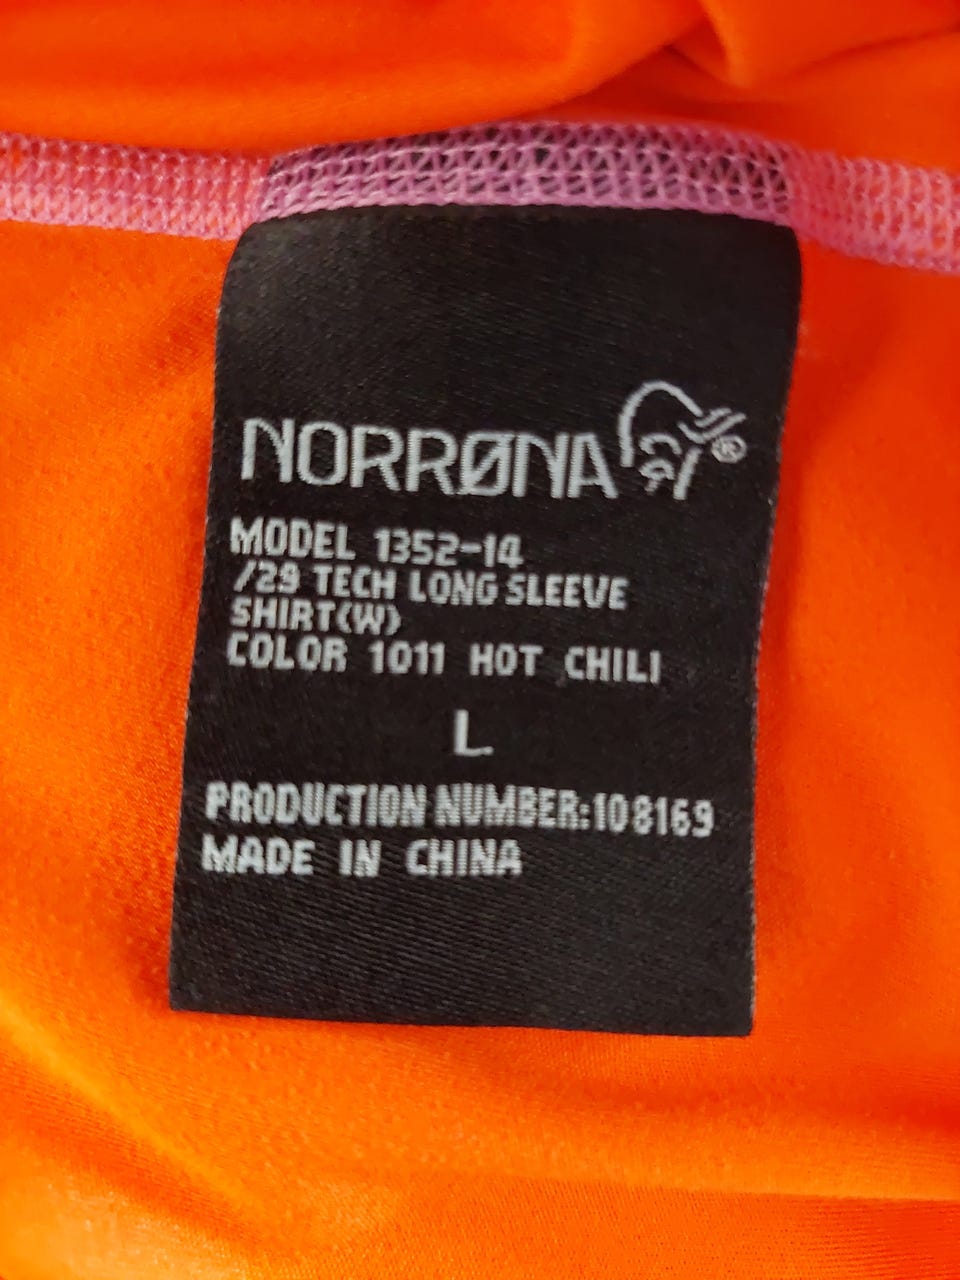 NORRØNA®
MODEL 1352-14
/29 TECH LONG SLEEVE
SHIRT(W)
COLOR 1011 HOT CHILI
L
PRODUCTION NUMBER:108169
MADE IN CHINA